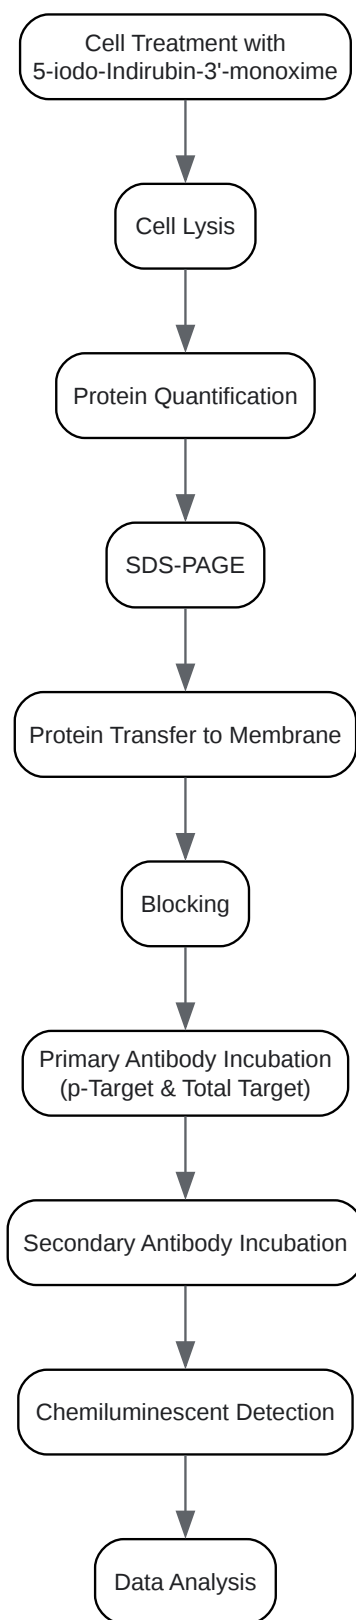 Cell Treatment with
5-iodo-Indirubin-3'-monoxime
Cell Lysis
Protein Quantification
SDS-PAGE
Protein Transfer to Membrane
Blocking
Primary Antibody Incubation
(p-Target & Total Target)
Secondary Antibody Incubation
Chemiluminescent Detection
Data Analysis